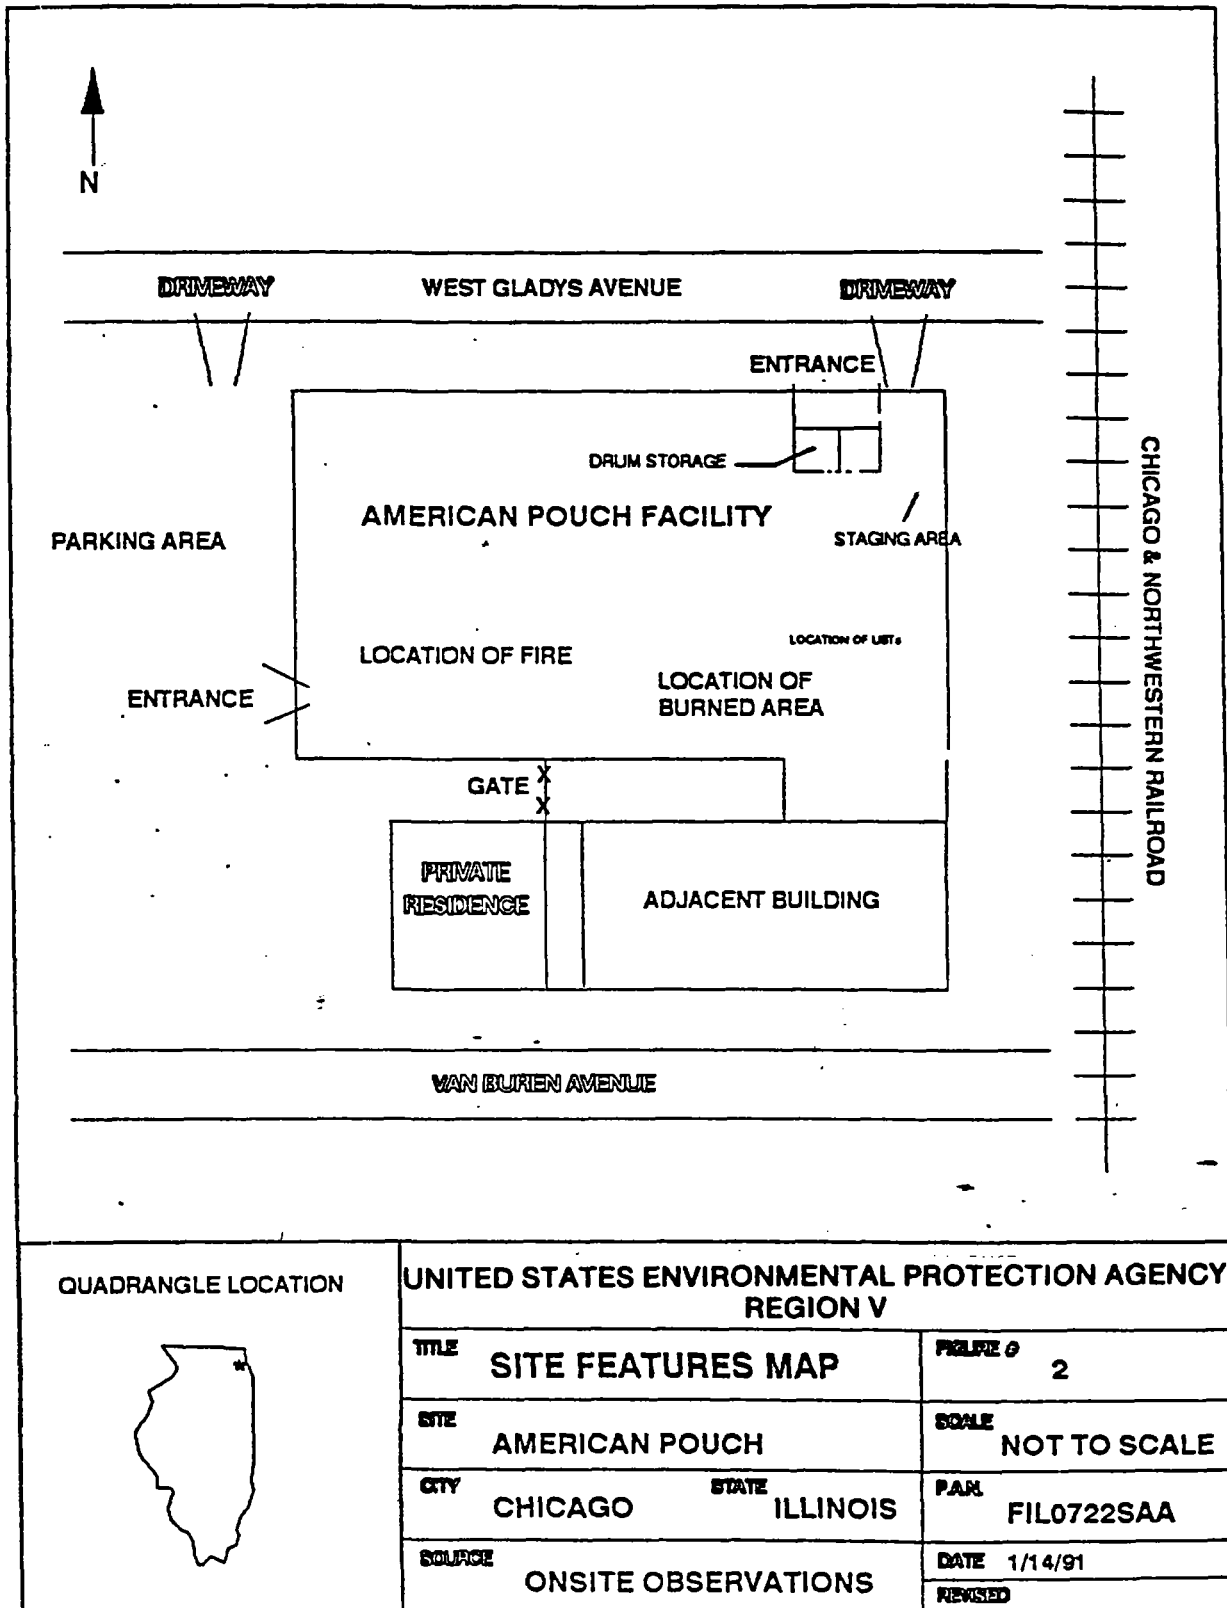 N
DRIVEWAY
WEST GLADYS AVENUE
DRIVEWAY
ENTRANCE
DRUM STORAGE
AMERICAN POUCH FACILITY
STAGING AREA
PARKING AREA
LOCATION OF USTs
LOCATION OF FIRE
LOCATION OF
BURNED AREA
ENTRANCE
CHICAGO & NORTHWESTERN RAILROAD
GATE
X
X
PRIVATE
RESIDENCE
ADJACENT BUILDING
VAN BUREN AVENUE
QUADRANGLE LOCATION
*
UNITED STATES ENVIRONMENTAL PROTECTION AGENCY
REGION V
TITLE SITE FEATURES MAP
FIGURE # 2
SITE AMERICAN POUCH
SCALE NOT TO SCALE
CITY CHICAGO STATE ILLINOIS
P.A.N. FIL0722SAA
SOURCE ONSITE OBSERVATIONS
DATE 1/14/91
REVISED